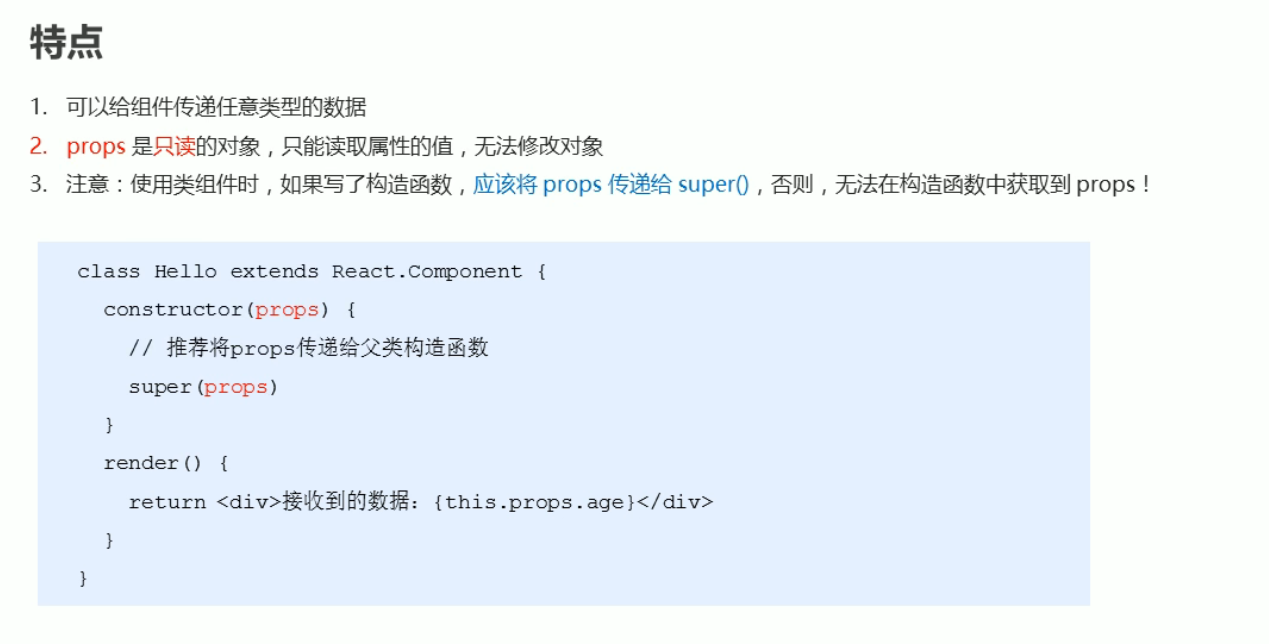 特点
1. 可以给组件传递任意类型的数据
2. props 是只读的对象，只能读取属性的值，无法修改对象
3. 注意：使用类组件时，如果写了构造函数，应该将 props 传递给 super()，否则，无法在构造函数中获取到 props！
class Hello extends React.Component {
constructor(props) {
// 推荐将props传递给父类构造函数
super(props)
}
render() {
return <div>接收到的数据：{this.props.age}</div>
}
}